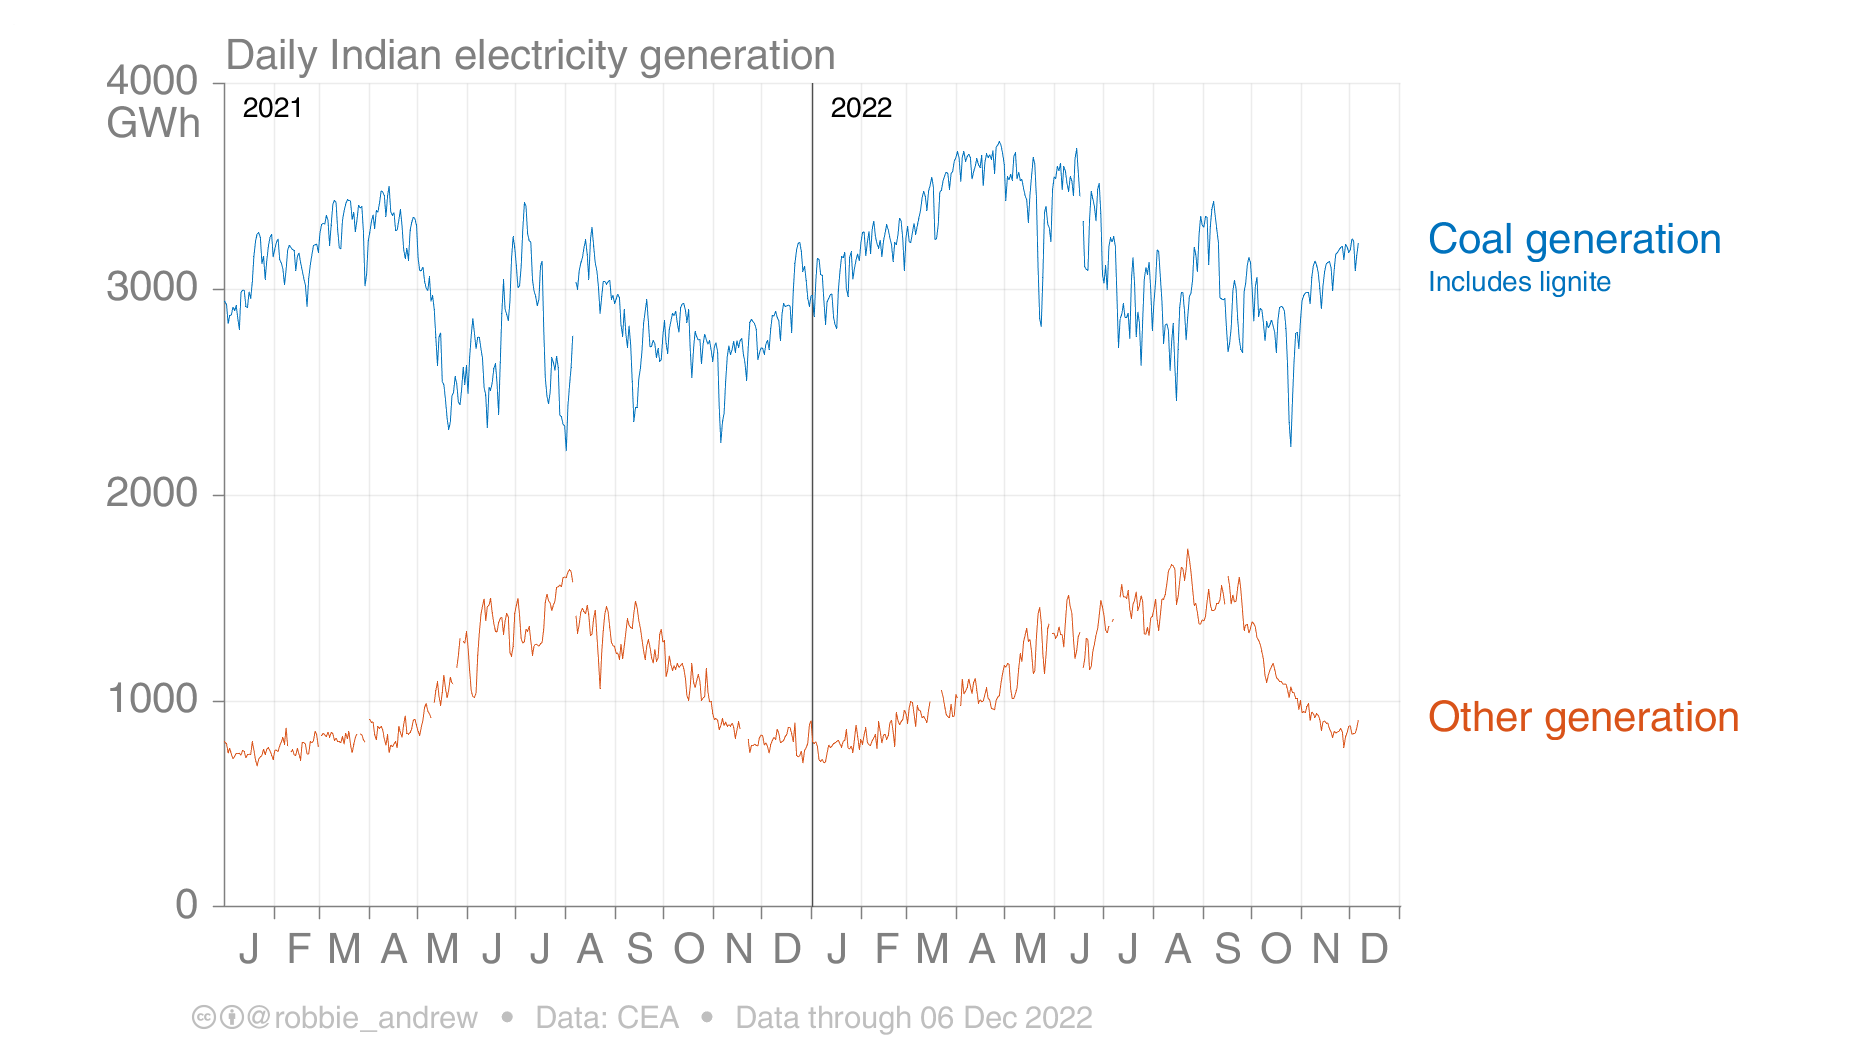 Daily Indian electricity generation
4000
GWh
2021
2022
3000
2000
1000
0
Coal generation
Includes lignite
Other generation
J F M A M J J A S O N D J F M A M J J A S O N D
cc @robbie_andrew • Data: CEA • Data through 06 Dec 2022